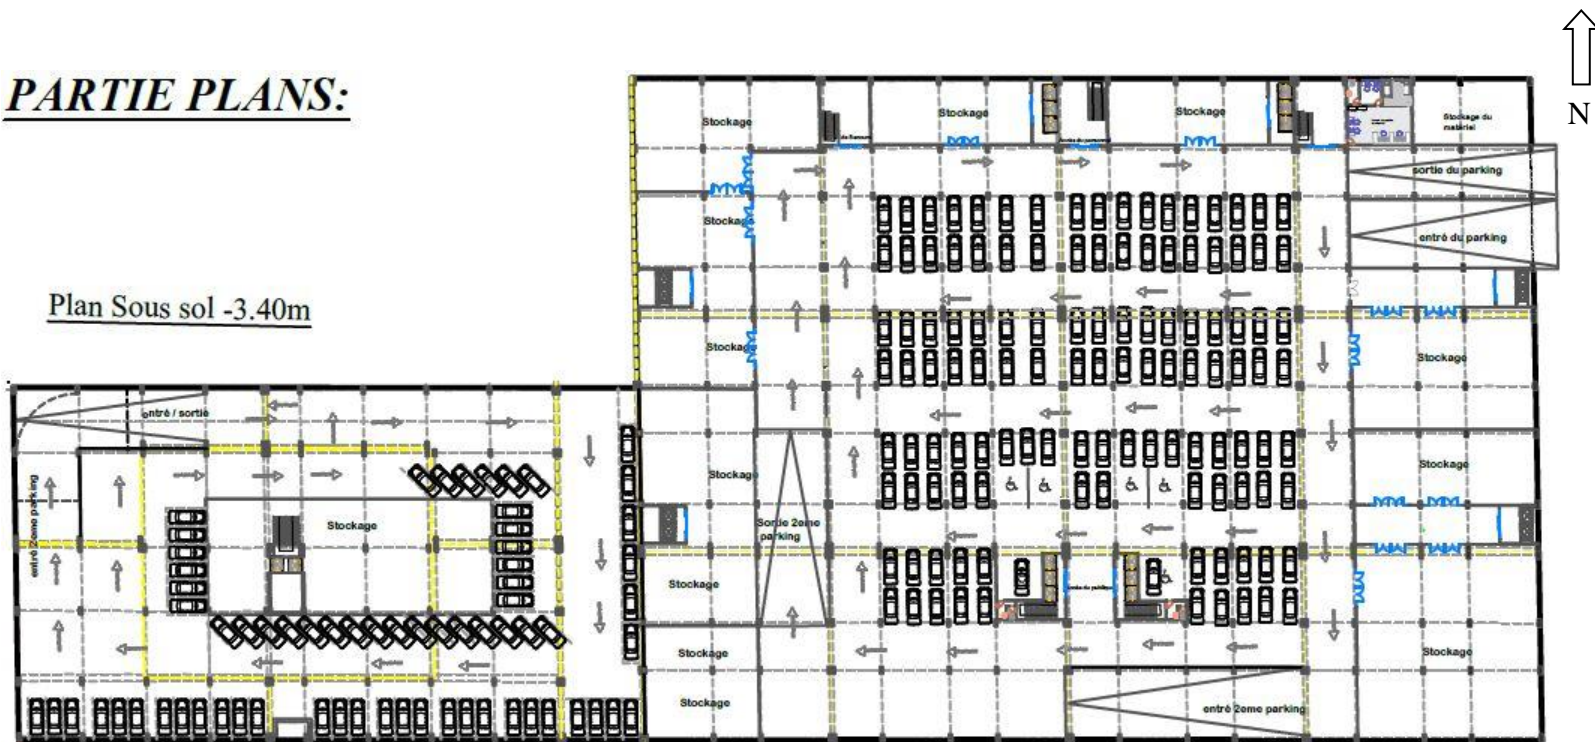 PARTIE PLANS:
N
Plan Sous sol -3.40m
Stockage
Stockage
Stockage
Stockage du
matériel
sortie du parking
Stockage
entré du parking
Stockage
Stockage
entré / sortie
entré 2eme parking
Stockage
Stockage
Stockage
Sortie 2eme
parking
Stockage
Stockage
Stockage
Stockage
entré 2eme parking